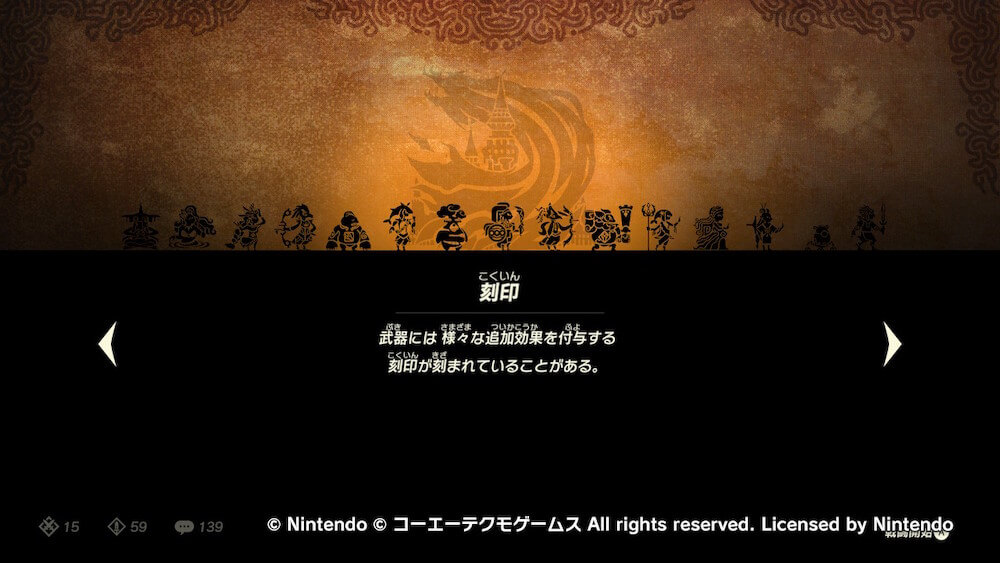 こくいん
刻印
ぶき さまざま ついかこうか ふよ
武器には 様々な追加効果を付与する
こくいん きざ
刻印が刻まれていることがある。
15 59 139
© Nintendo © コーエーテクモゲームス All rights reserved. Licensed by Nintendo
戦闘開始